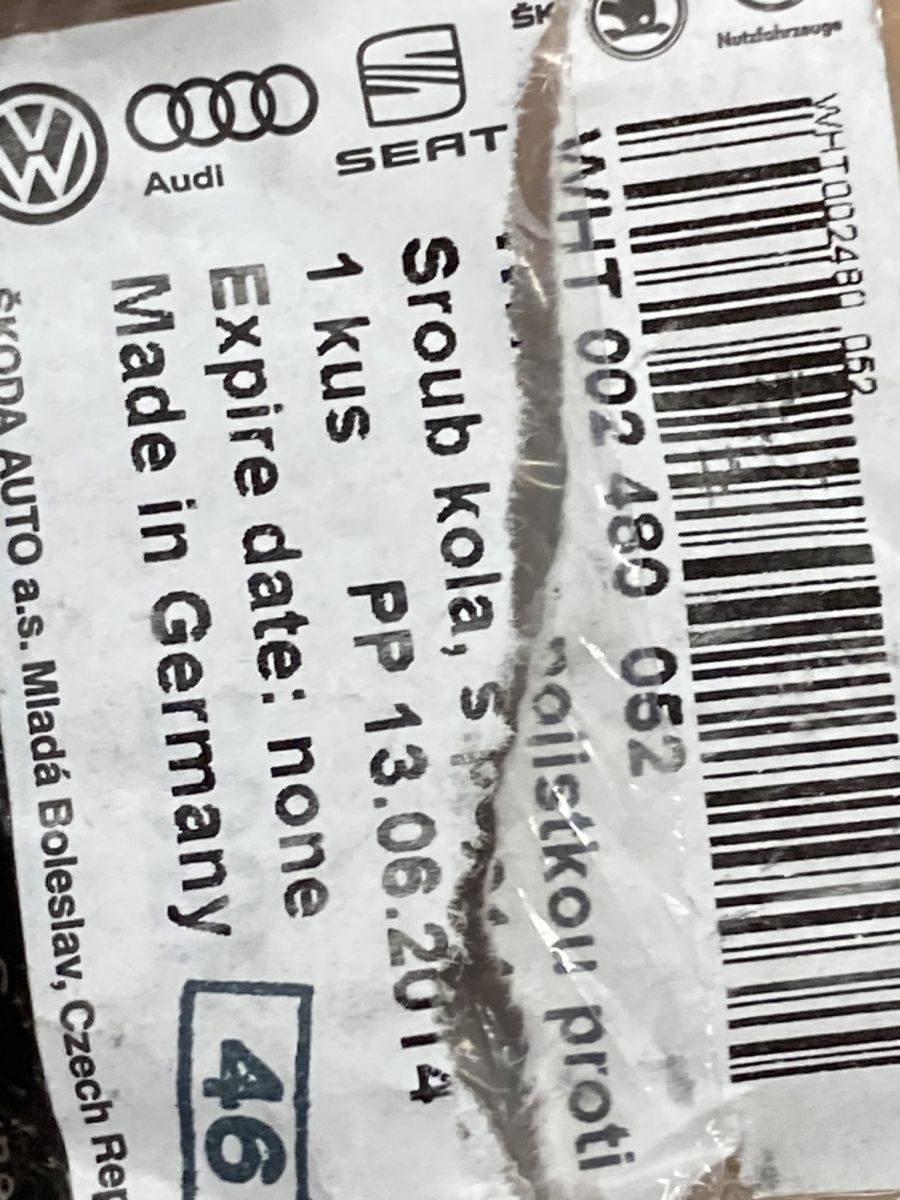 Audi
SEAT
ŠK
Nutzfahrzeuge
WHT002480 052
WHT 002 480 052
pojistkou proti
Sroub kola, s
1 kus PP 13.06.2014
Expire date: none
Made in Germany
46
ŠKODA AUTO a.s. Mladá Boleslav, Czech Rep